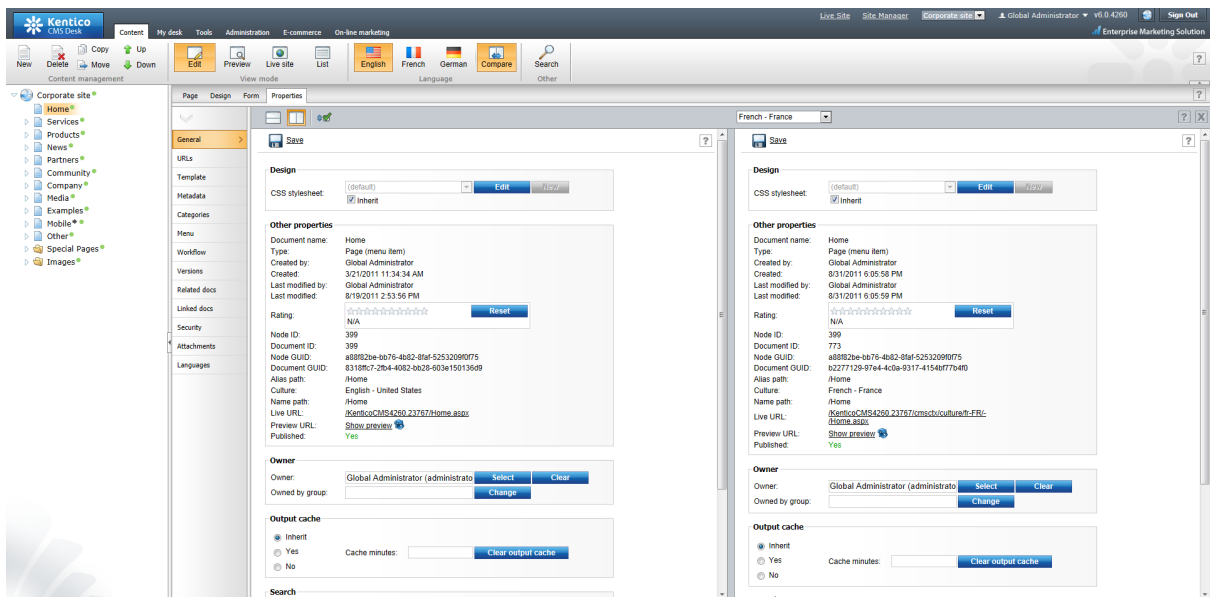 Kentico
CMS Desk
Content My desk Tools Administration E-commerce On-line marketing
Live Site Site Manager Corporate site Global Administrator v6.0.4260 Sign Out
Enterprise Marketing Solution
New Delete Copy Move Up Down
Content management
Edit Preview Live site List
View mode
English French German Compare
Language
Search
Other
?
Corporate site
Home
Services
Products
News
Partners
Community
Company
Media
Examples
Mobile
Other
Special Pages
Images
Page Design Form Properties
?
General >
URLs
Template
Metadata
Categories
Menu
Workflow
Versions
Related docs
Linked docs
Security
Attachments
Languages
Save
?
Design
CSS stylesheet: (default) Edit New
Inherit
Other properties
Document name: Home
Type: Page (menu item)
Created by: Global Administrator
Created: 3/21/2011 11:34:34 AM
Last modified by: Global Administrator
Last modified: 8/19/2011 2:53:56 PM
Rating: Reset
N/A
Node ID: 399
Document ID: 399
Node GUID: a88f82be-bb76-4b82-8faf-5253209f0f75
Document GUID: 8318ffc7-2fb4-4082-bb28-603e150136d9
Alias path: /Home
Culture: English - United States
Name path: /Home
Live URL: /KenticoCMS4260.23767/Home.aspx
Preview URL: Show preview
Published: Yes
Owner
Owner: Global Administrator (administrato Select Clear
Owned by group: Change
Output cache
Inherit
Yes Cache minutes: Clear output cache
No
Search
French - France
? X
Save
?
Design
CSS stylesheet: (default) Edit New
Inherit
Other properties
Document name: Home
Type: Page (menu item)
Created by: Global Administrator
Created: 8/31/2011 6:05:58 PM
Last modified by: Global Administrator
Last modified: 8/31/2011 6:05:59 PM
Rating: Reset
N/A
Node ID: 399
Document ID: 773
Node GUID: a88f82be-bb76-4b82-8faf-5253209f0f75
Document GUID: b2277129-97e4-4c0a-9317-4154bf77b4f0
Alias path: /Home
Culture: French - France
Name path: /Home
Live URL: /KenticoCMS4260.23767/cmsctx/culture/fr-FR/-
/Home.aspx
Preview URL: Show preview
Published: Yes
Owner
Owner: Global Administrator (administrato Select Clear
Owned by group: Change
Output cache
Inherit
Yes Cache minutes: Clear output cache
No